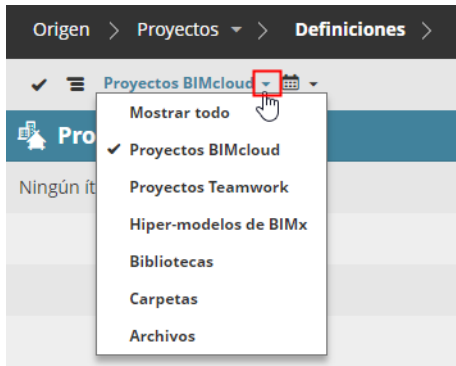 Origen > Proyectos > Definiciones >
Proyectos BIMcloud
Mostrar todo
Pro
Proyectos BIMcloud
Ningún ít
Proyectos Teamwork
Hiper-modelos de BIMx
Bibliotecas
Carpetas
Archivos